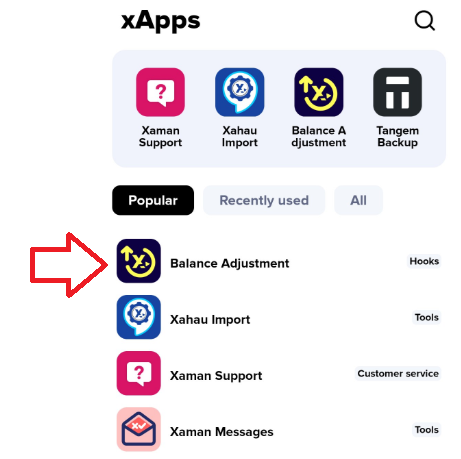 xApps
Xaman
Support
Xahau
Import
Balance A
djustment
Tangem
Backup
Popular
Recently used
All
Balance Adjustment
Hooks
Xahau Import
Tools
Xaman Support
Customer service
Xaman Messages
Tools